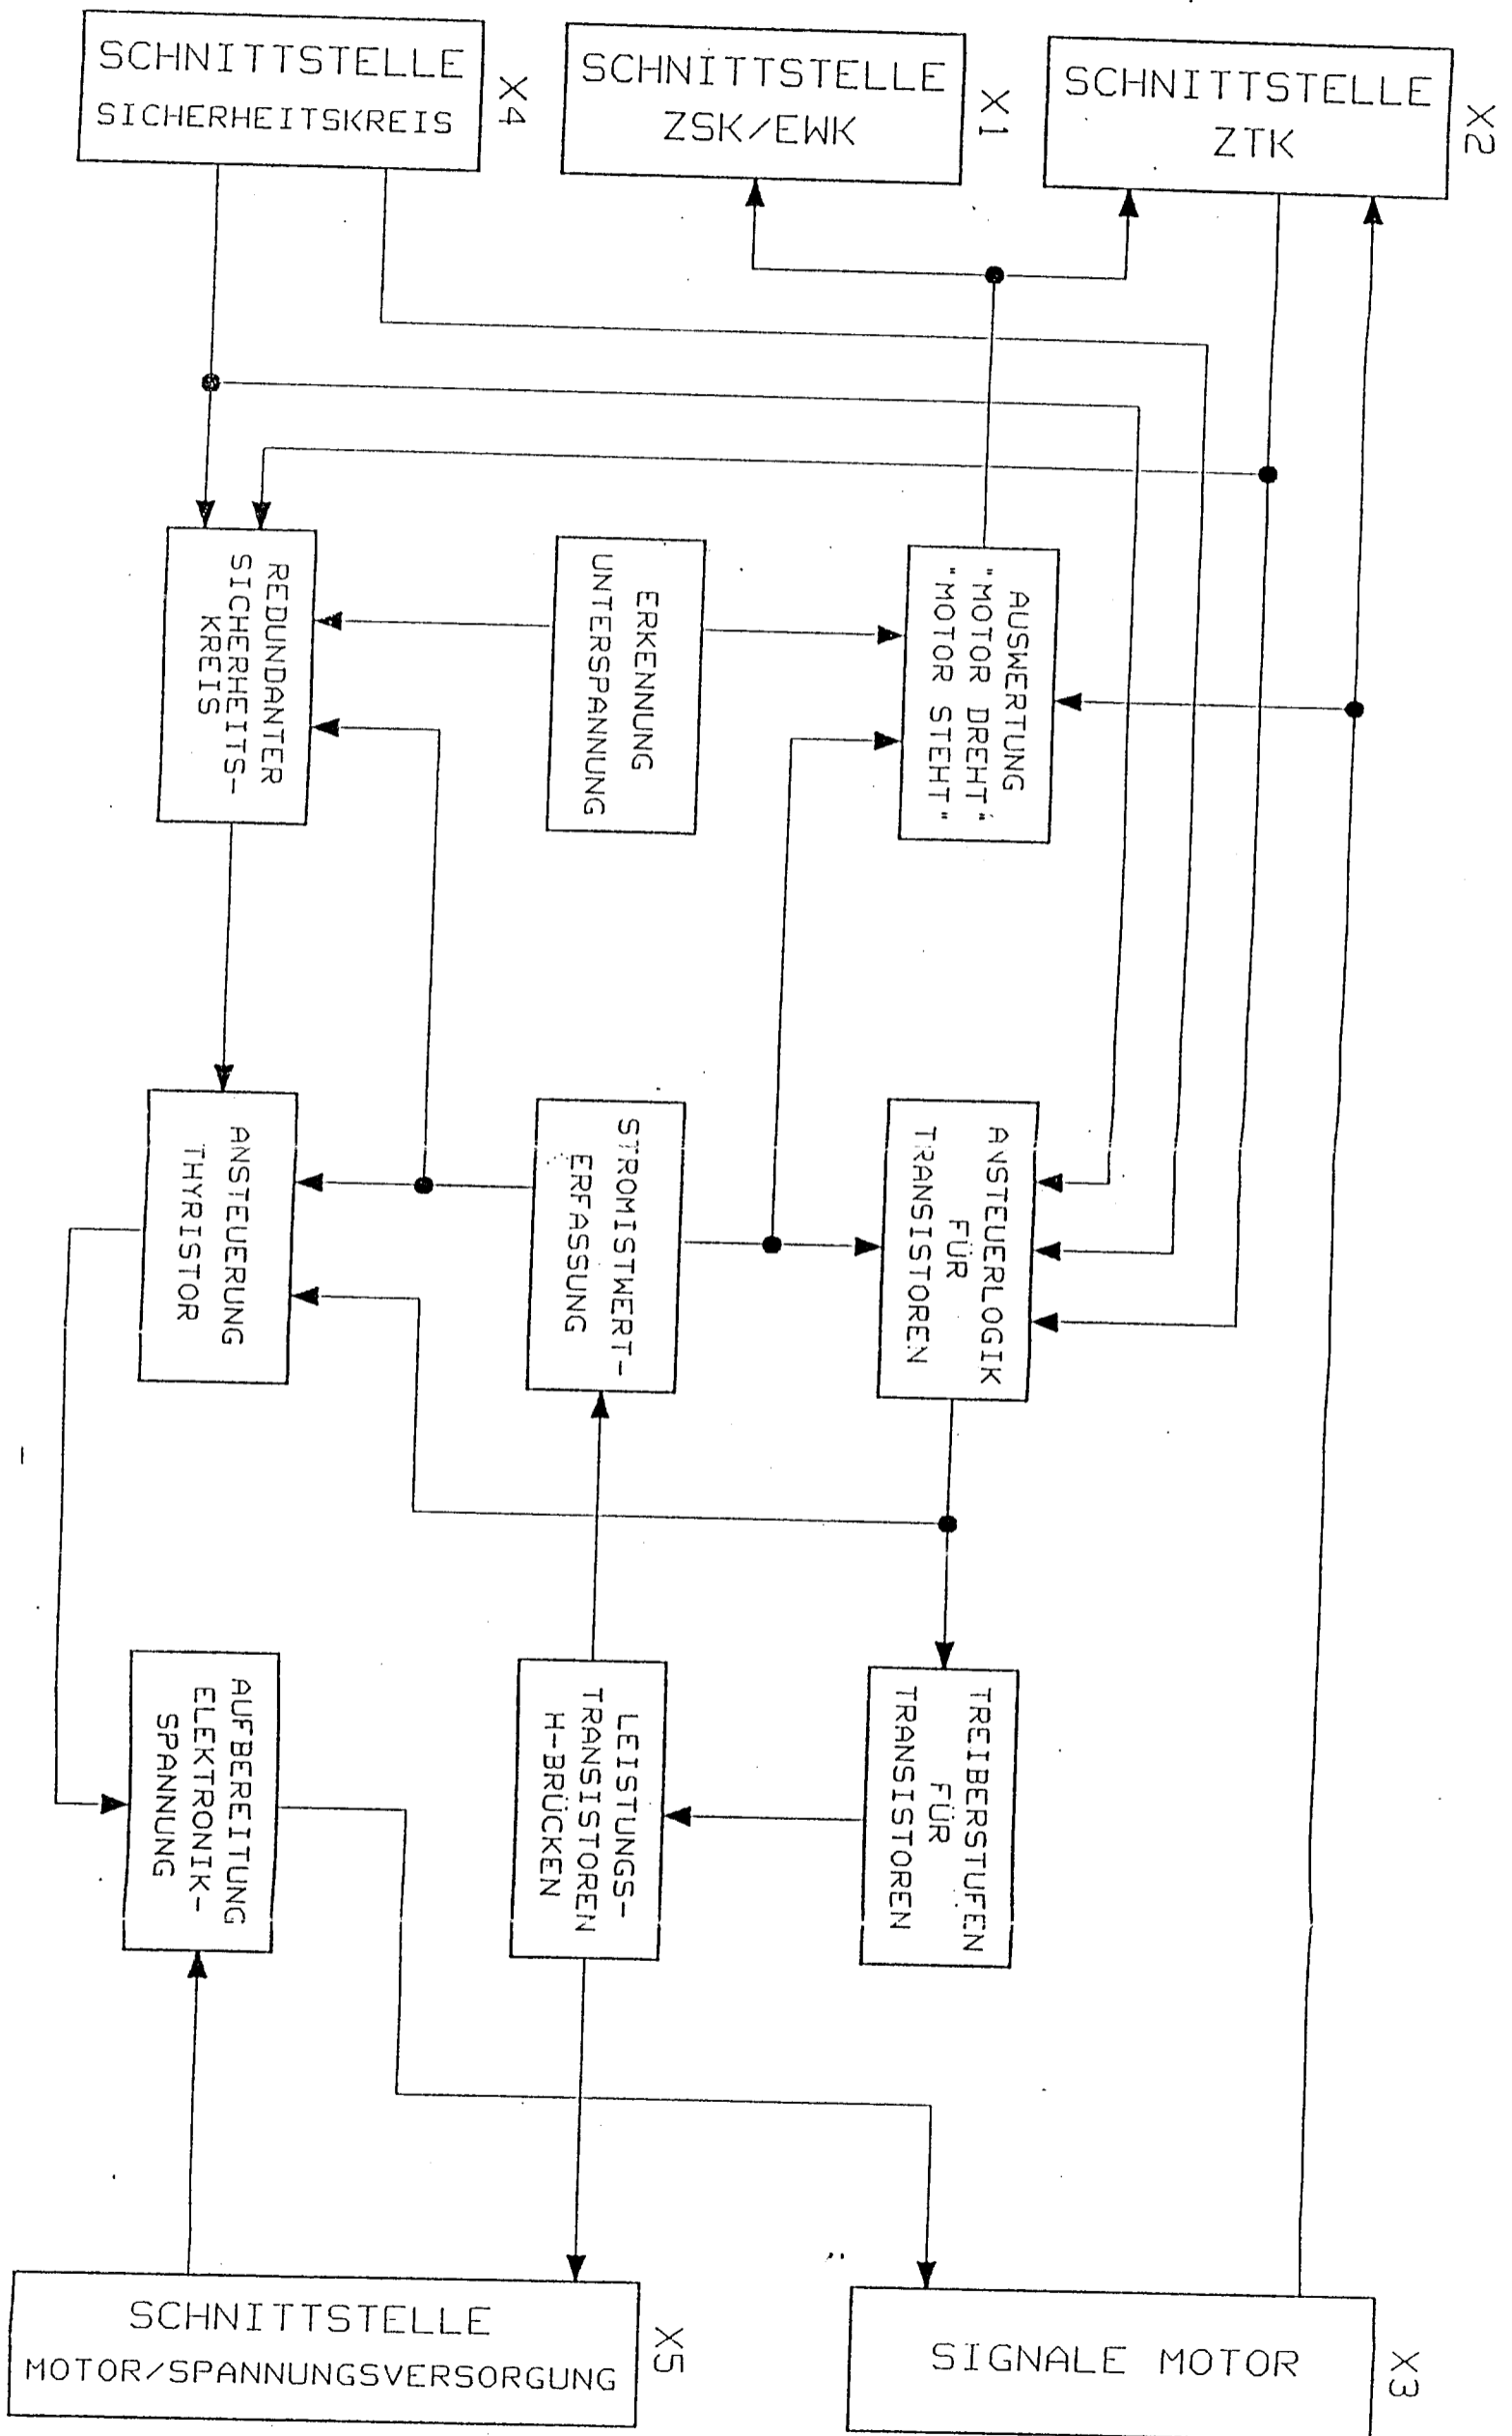 SCHNITTSTELLE
SICHERHEITSKREIS
X4
SCHNITTSTELLE
ZSK/EWK
X1
SCHNITTSTELLE
ZTK
X2
REDUNDANTER
SICHERHEITS-
KREIS
ERKENNUNG
UNTERSPANNUNG
AUSWERTUNG
"MOTOR DREHT"
"MOTOR STEHT"
ANSTEUERUNG
THYRISTOR
STROMISTWERT-
ERFASSUNG
ANSTEUERLOGIK
FÜR
TRANSISTOREN
AUFBEREITUNG
ELEKTRONIK-
SPANNUNG
LEISTUNGS-
TRANSISTOREN
H-BRÜCKEN
TREIBERSTUFEN
FÜR
TRANSISTOREN
SCHNITTSTELLE
MOTOR/SPANNUNGSVERSORGUNG
X5
SIGNALE MOTOR
X3